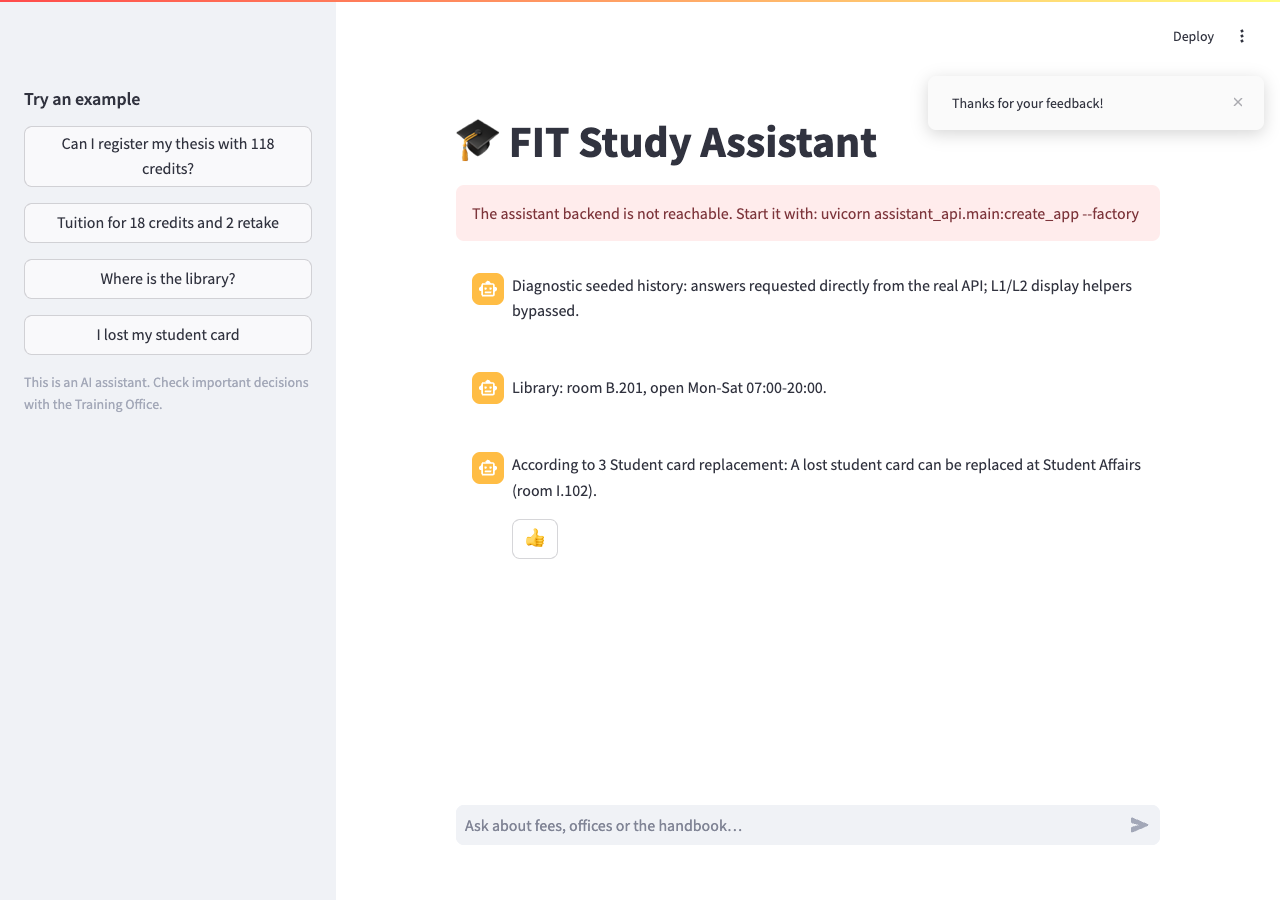 Deploy
Thanks for your feedback!
Try an example
Can I register my thesis with 118
credits?
Tuition for 18 credits and 2 retake
Where is the library?
I lost my student card
This is an AI assistant. Check important decisions
with the Training Office.
FIT Study Assistant
The assistant backend is not reachable. Start it with: uvicorn assistant_api.main:create_app --factory
Diagnostic seeded history: answers requested directly from the real API; L1/L2 display helpers
bypassed.
Library: room B.201, open Mon-Sat 07:00-20:00.
According to 3 Student card replacement: A lost student card can be replaced at Student Affairs
(room I.102).
Ask about fees, offices or the handbook…